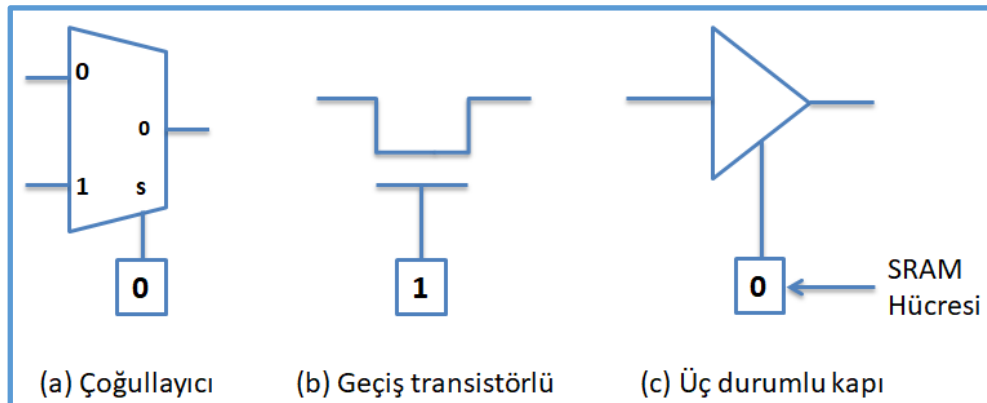 0
0
1
s
0
1
0
SRAM
Hücresi
(a) Çoğullayıcı
(b) Geçiş transistörlü
(c) Üç durumlu kapı